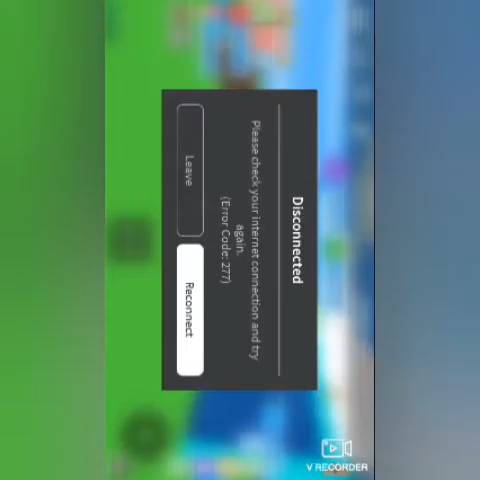 Disconnected
Please check your internet connection and try
again.
(Error Code: 277)
Leave
Reconnect
V RECORDER